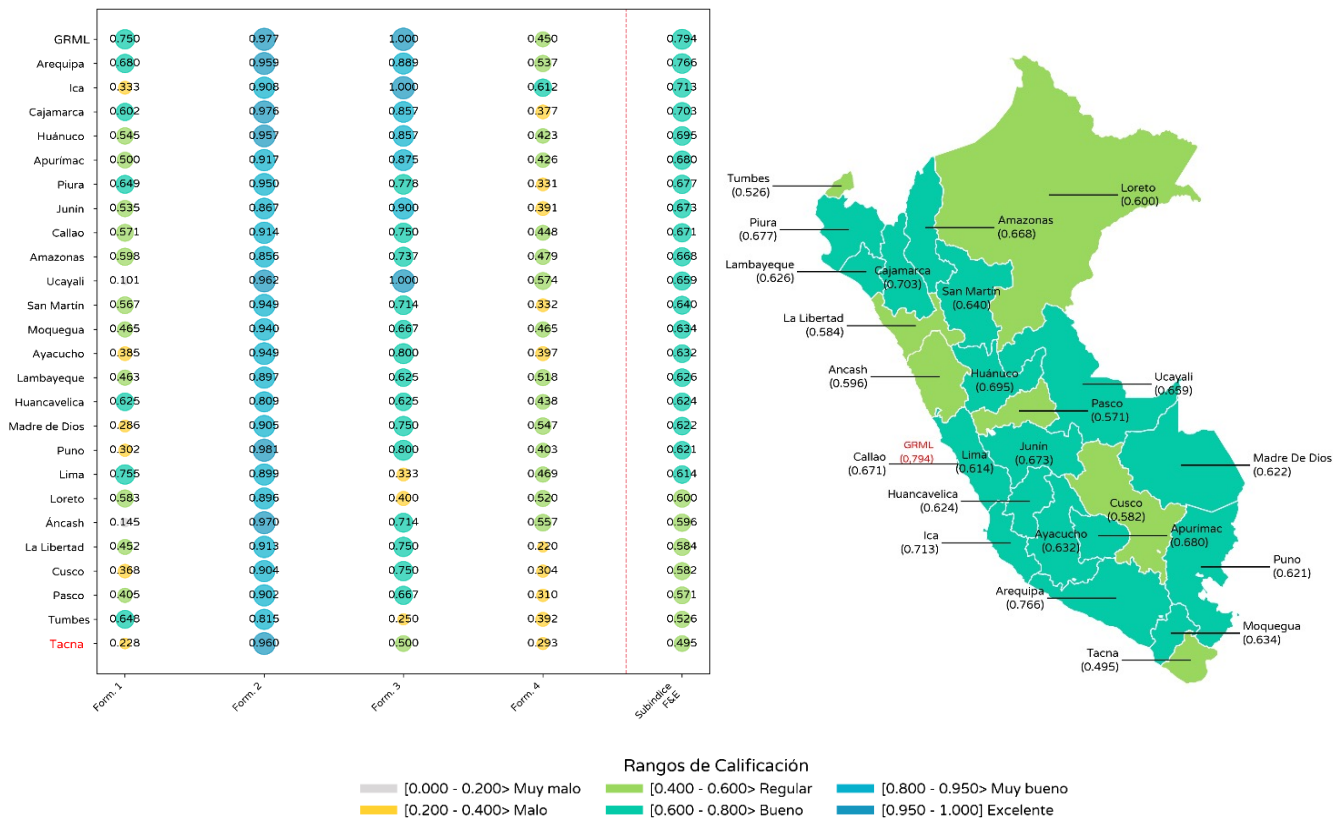 GRML 0.750 0.977 1.000 0.450 0.794
Arequipa 0.680 0.959 0.889 0.537 0.766
Ica 0.333 0.908 1.000 0.612 0.713
Cajamarca 0.602 0.976 0.857 0.377 0.703
Huánuco 0.545 0.957 0.857 0.423 0.695
Apurímac 0.500 0.917 0.875 0.426 0.680
Piura 0.649 0.950 0.778 0.331 0.677
Junín 0.535 0.867 0.900 0.391 0.673
Callao 0.571 0.914 0.750 0.448 0.671
Amazonas 0.598 0.856 0.737 0.479 0.668
Ucayali 0.101 0.962 1.000 0.574 0.659
San Martín 0.567 0.949 0.714 0.332 0.640
Moquegua 0.465 0.940 0.667 0.465 0.634
Ayacucho 0.385 0.949 0.800 0.397 0.632
Lambayeque 0.463 0.897 0.625 0.518 0.626
Huancavelica 0.625 0.809 0.625 0.438 0.624
Madre de Dios 0.286 0.905 0.750 0.547 0.622
Puno 0.302 0.981 0.800 0.403 0.621
Lima 0.755 0.899 0.333 0.469 0.614
Loreto 0.583 0.896 0.400 0.520 0.600
Áncash 0.145 0.970 0.714 0.557 0.596
La Libertad 0.452 0.913 0.750 0.220 0.584
Cusco 0.368 0.904 0.750 0.304 0.582
Pasco 0.405 0.902 0.667 0.310 0.571
Tumbes 0.648 0.815 0.250 0.392 0.526
Tacna 0.228 0.960 0.500 0.293 0.495
Form. 1 Form. 2 Form. 3 Form. 4 Subíndice
F&E
Tumbes
(0.526)
Loreto
(0.600)
Piura
(0.677)
Amazonas
(0.668)
Lambayeque
(0.626)
Cajamarca
(0.703)
San Martín
(0.640)
La Libertad
(0.584)
Ancash
(0.596)
Huánuco
(0.695)
Ucayali
(0.659)
Pasco
(0.571)
GRML
(0,794)
Callao
(0.671)
Lima
(0.614)
Junín
(0.673)
Madre De Dios
(0.622)
Huancavelica
(0.624)
Cusco
(0.582)
Ica
(0.713)
Ayacucho
(0.632)
Apurímac
(0.680)
Puno
(0.621)
Arequipa
(0.766)
Moquegua
(0.634)
Tacna
(0.495)
Rangos de Calificación
[0.000 - 0.200> Muy malo [0.400 - 0.600> Regular [0.800 - 0.950> Muy bueno
[0.200 - 0.400> Malo [0.600 - 0.800> Bueno [0.950 - 1.000] Excelente